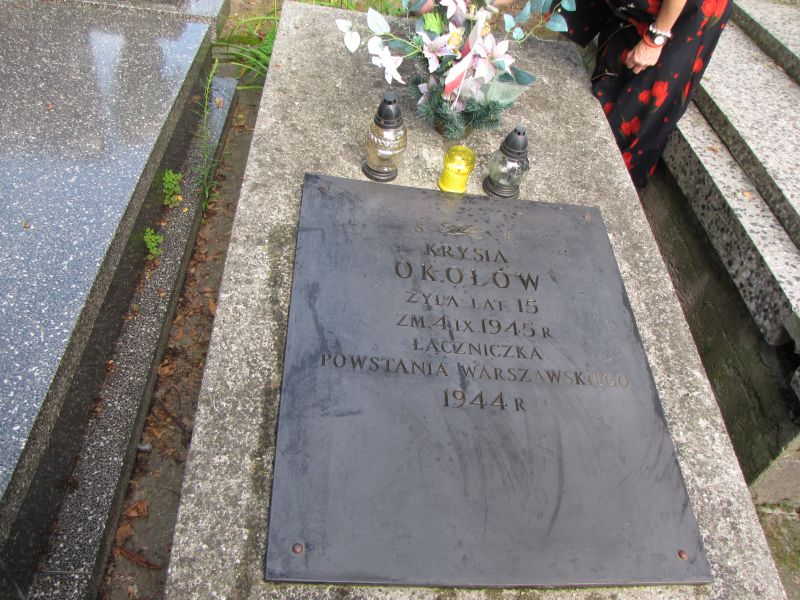 Ś P
KRYSIA
OKOŁÓW
ŻYŁA LAT 15
ZM. 4 IX 1945 R
ŁĄCZNICZKA
POWSTANIA WARSZAWSKIEGO
1944 R